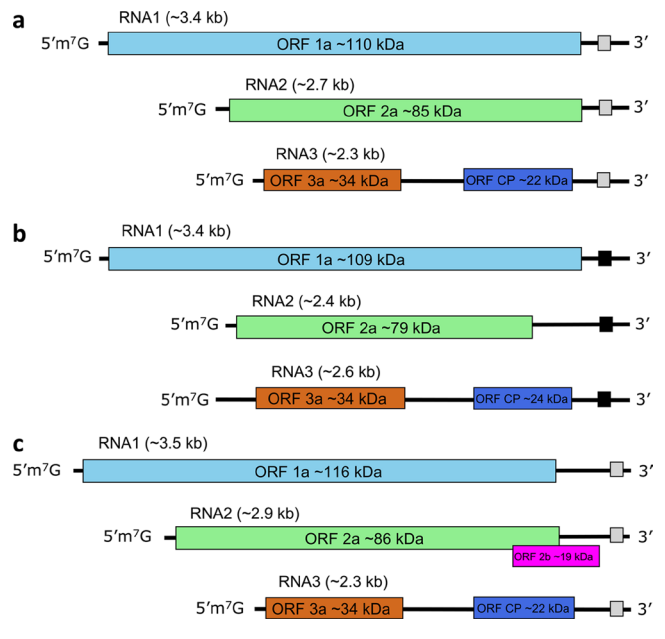 a
RNA1 (~3.4 kb)
5′m⁷G ORF 1a ~110 kDa 3′
RNA2 (~2.7 kb)
5′m⁷G ORF 2a ~85 kDa 3′
RNA3 (~2.3 kb)
5′m⁷G ORF 3a ~34 kDa ORF CP ~22 kDa 3′
b
RNA1 (~3.4 kb)
5′m⁷G ORF 1a ~109 kDa 3′
RNA2 (~2.4 kb)
5′m⁷G ORF 2a ~79 kDa 3′
RNA3 (~2.6 kb)
5′m⁷G ORF 3a ~34 kDa ORF CP ~24 kDa 3′
c
RNA1 (~3.5 kb)
5′m⁷G ORF 1a ~116 kDa 3′
RNA2 (~2.9 kb)
5′m⁷G ORF 2a ~86 kDa 3′
ORF 2b ~19 kDa
RNA3 (~2.3 kb)
5′m⁷G ORF 3a ~34 kDa ORF CP ~22 kDa 3′